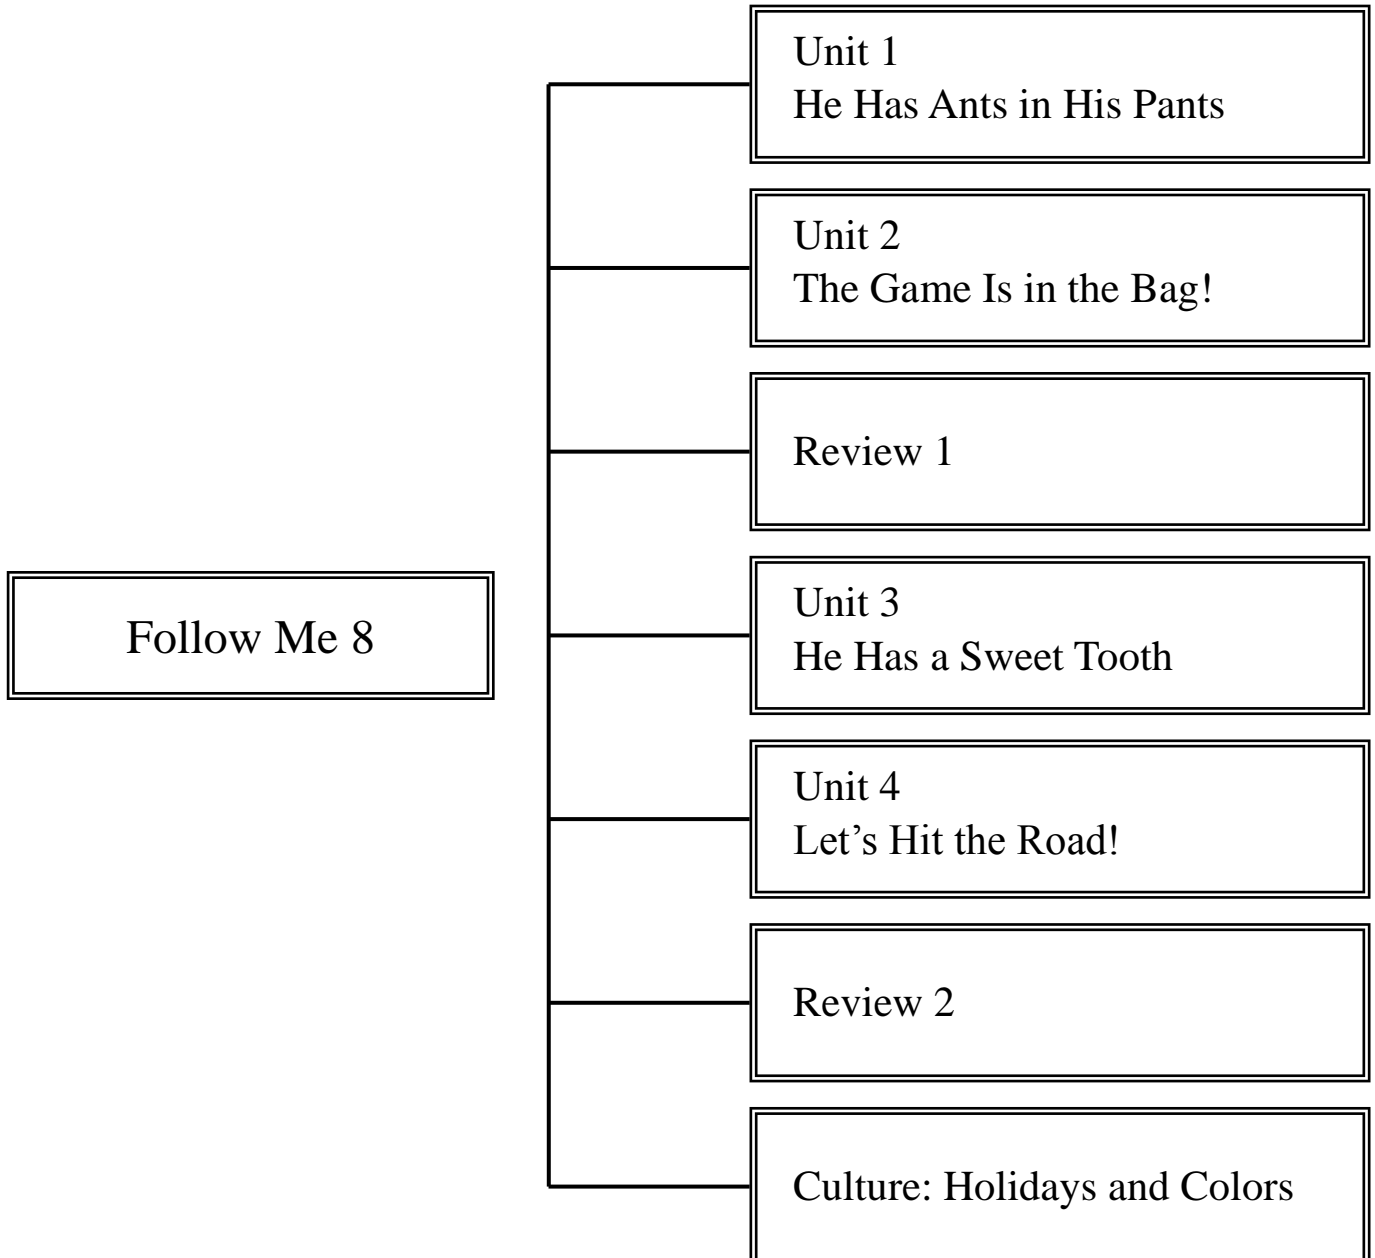 Unit 1
He Has Ants in His Pants
Unit 2
The Game Is in the Bag!
Review 1
Follow Me 8
Unit 3
He Has a Sweet Tooth
Unit 4
Let’s Hit the Road!
Review 2
Culture: Holidays and Colors